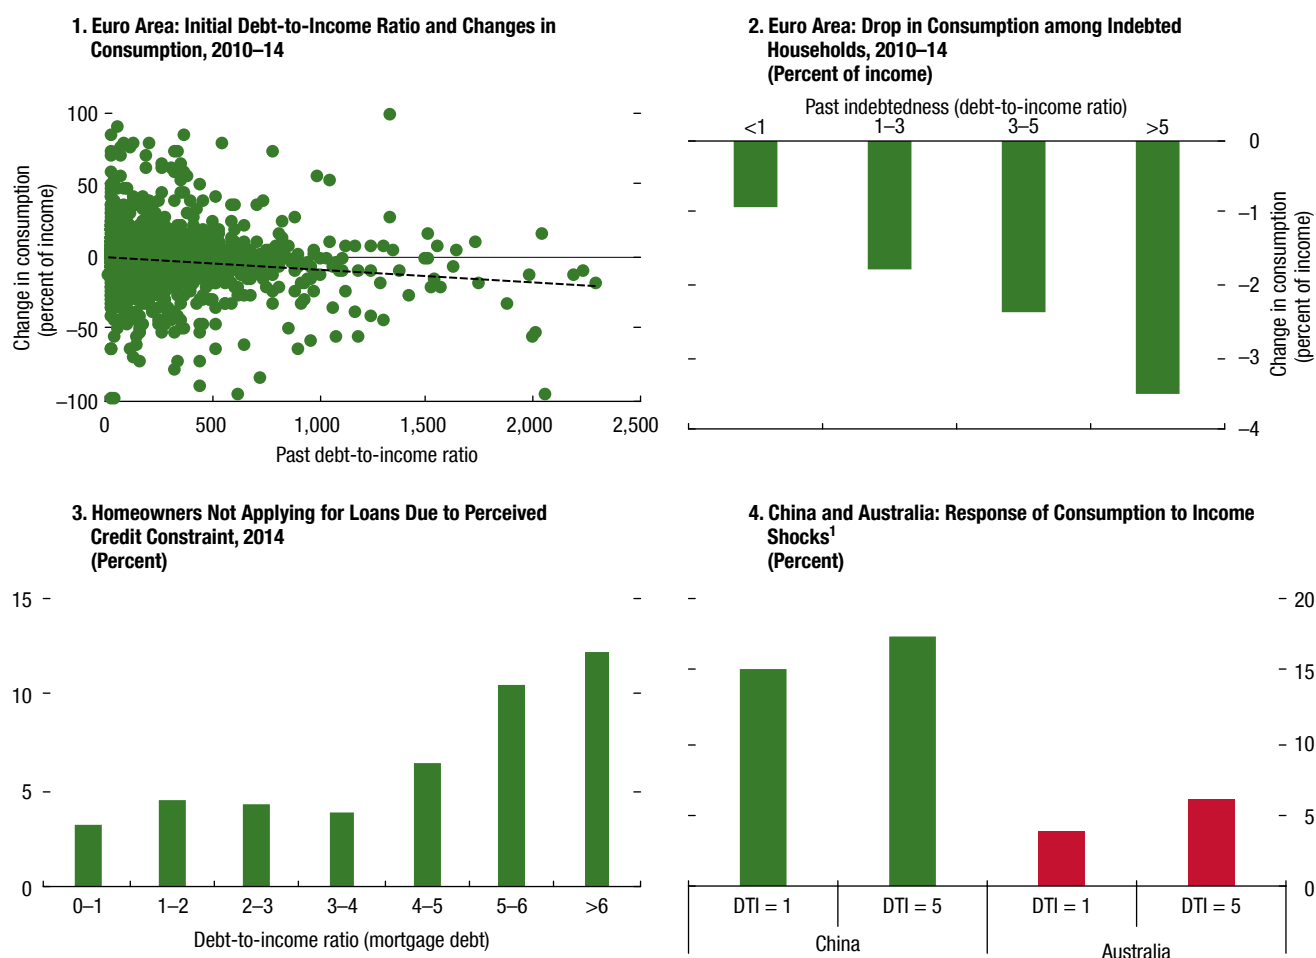 1. Euro Area: Initial Debt-to-Income Ratio and Changes in
Consumption, 2010–14
Change in consumption
(percent of income)
100
50
0
–50
–100
0
500
1,000
1,500
2,000
2,500
Past debt-to-income ratio
2. Euro Area: Drop in Consumption among Indebted
Households, 2010–14
(Percent of income)
Past indebtedness (debt-to-income ratio)
<1
1–3
3–5
>5
0
–1
–2
–3
–4
Change in consumption
(percent of income)
3. Homeowners Not Applying for Loans Due to Perceived
Credit Constraint, 2014
(Percent)
15
10
5
0
0–1
1–2
2–3
3–4
4–5
5–6
>6
Debt-to-income ratio (mortgage debt)
4. China and Australia: Response of Consumption to Income
Shocks¹
(Percent)
20
15
10
5
0
DTI = 1
DTI = 5
DTI = 1
DTI = 5
China
Australia